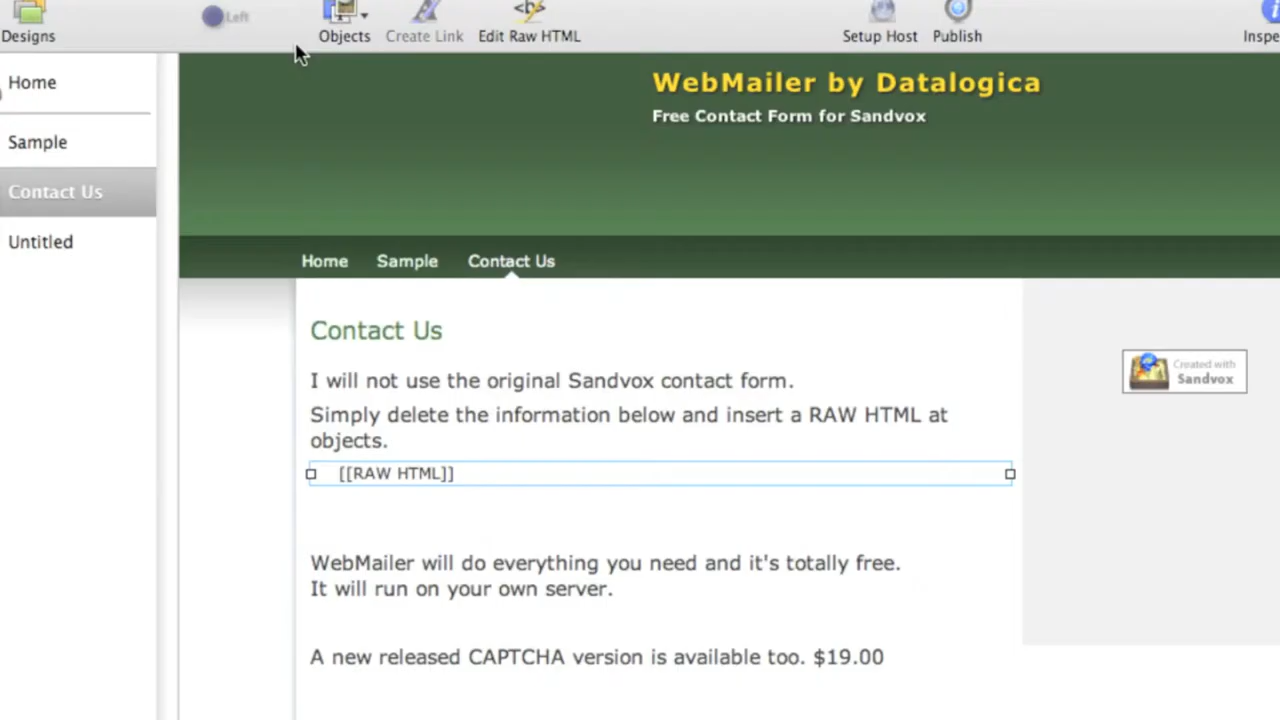 Left
Designs
Objects
Create Link
Edit Raw HTML
Setup Host
Publish
Home
Sample
Contact Us
Untitled
WebMailer by Datalogica
Free Contact Form for Sandvox
Home Sample Contact Us
Contact Us
I will not use the original Sandvox contact form.
Simply delete the information below and insert a RAW HTML at
objects.
[[RAW HTML]]
Created with
Sandvox
WebMailer will do everything you need and it's totally free.
It will run on your own server.
A new released CAPTCHA version is available too. $19.00